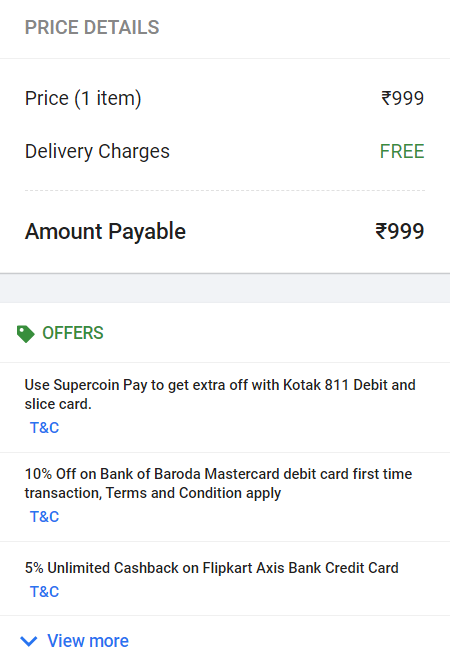 PRICE DETAILS
Price (1 item) ₹999
Delivery Charges FREE
Amount Payable ₹999
OFFERS
Use Supercoin Pay to get extra off with Kotak 811 Debit and
slice card.
T&C
10% Off on Bank of Baroda Mastercard debit card first time
transaction, Terms and Condition apply
T&C
5% Unlimited Cashback on Flipkart Axis Bank Credit Card
T&C
View more